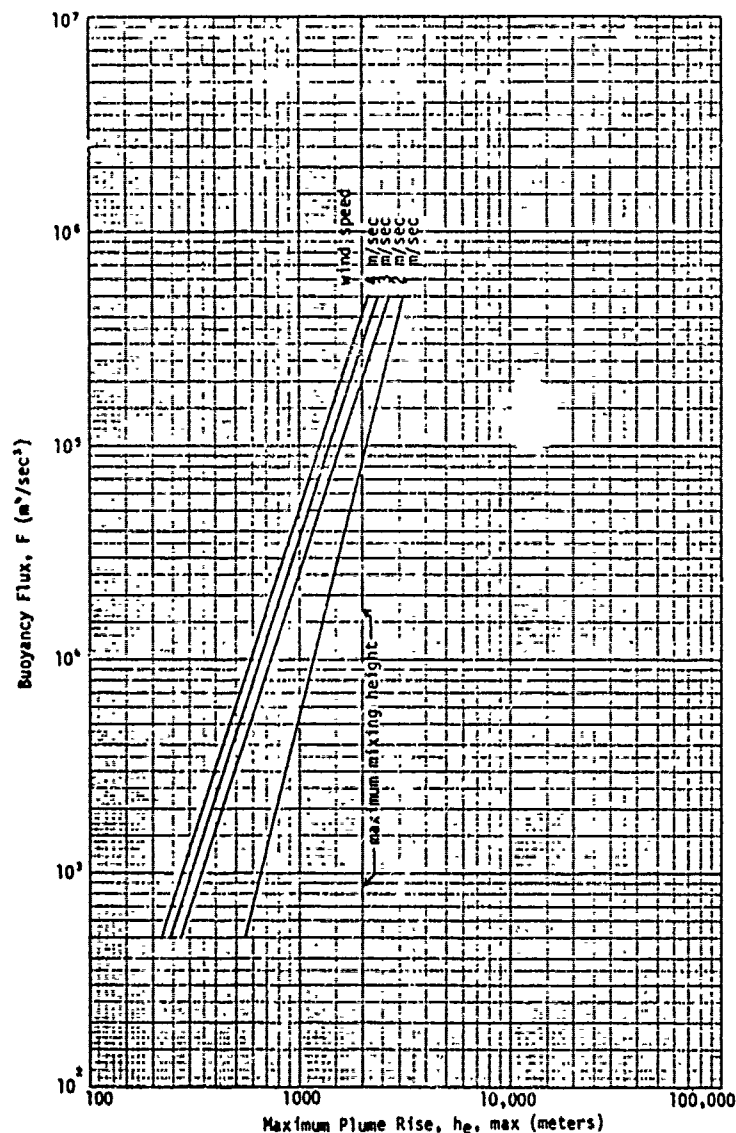 10⁷
10⁶
10⁵
10⁴
10³
10²
Buoyancy Flux, F (m⁴/sec³)
wind speed
4 m/sec
3 m/sec
m/sec
m/sec
maximum mixing height
100
1000
10,000
100,000
Maximum Plume Rise, hₑ, max (meters)